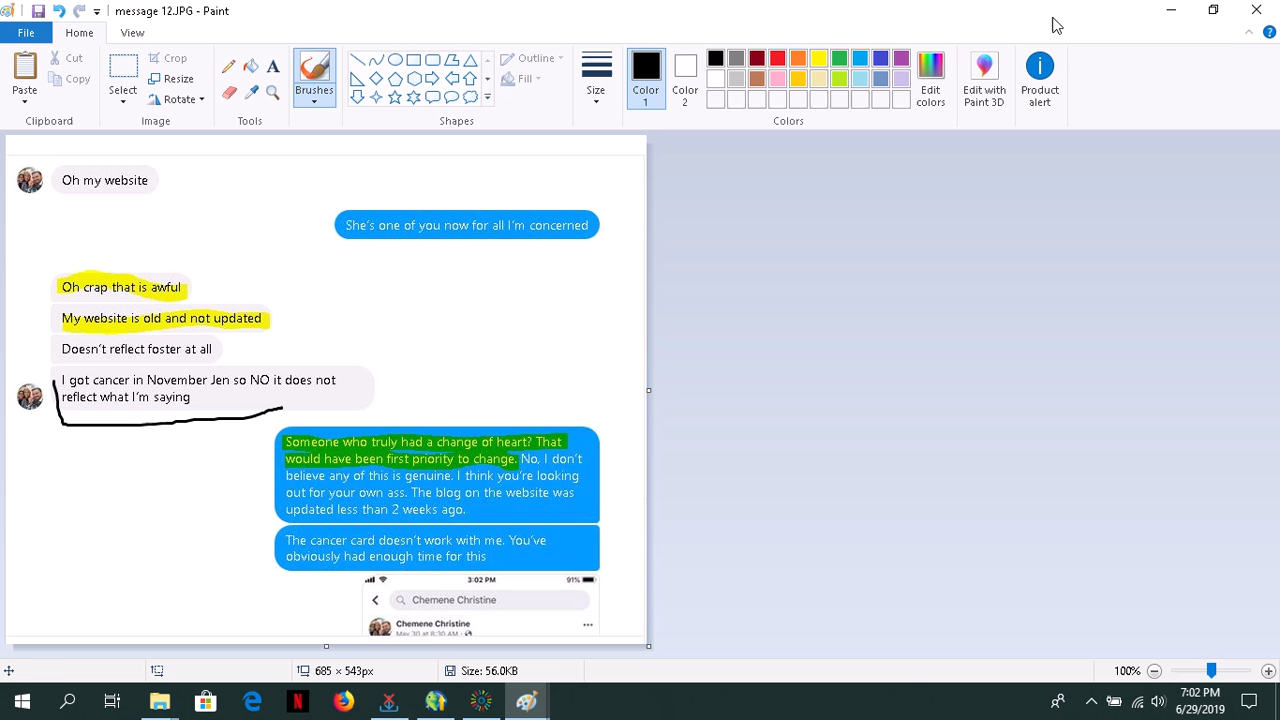 message 12.JPG - Paint
File
Home
View
Paste
Cut
Copy
Clipboard
Select
Crop
Resize
Rotate
Image
A
Tools
Brushes
Shapes
Outline
Fill
Size
Color
1
Color
2
Colors
Edit
colors
Edit with
Paint 3D
Product
alert
Oh my website
She's one of you now for all I'm concerned
Oh crap that is awful
My website is old and not updated
Doesn't reflect foster at all
I got cancer in November Jen so NO it does not
reflect what I'm saying
Someone who truly had a change of heart? That
would have been first priority to change. No, I don't
believe any of this is genuine. I think you're looking
out for your own ass. The blog on the website was
updated less than 2 weeks ago.
The cancer card doesn't work with me. You've
obviously had enough time for this
3:02 PM
91%
Chemene Christine
Chemene Christine
May 30 at 8:30 AM
685 × 543px
Size: 56.0KB
100%
7:02 PM
6/29/2019